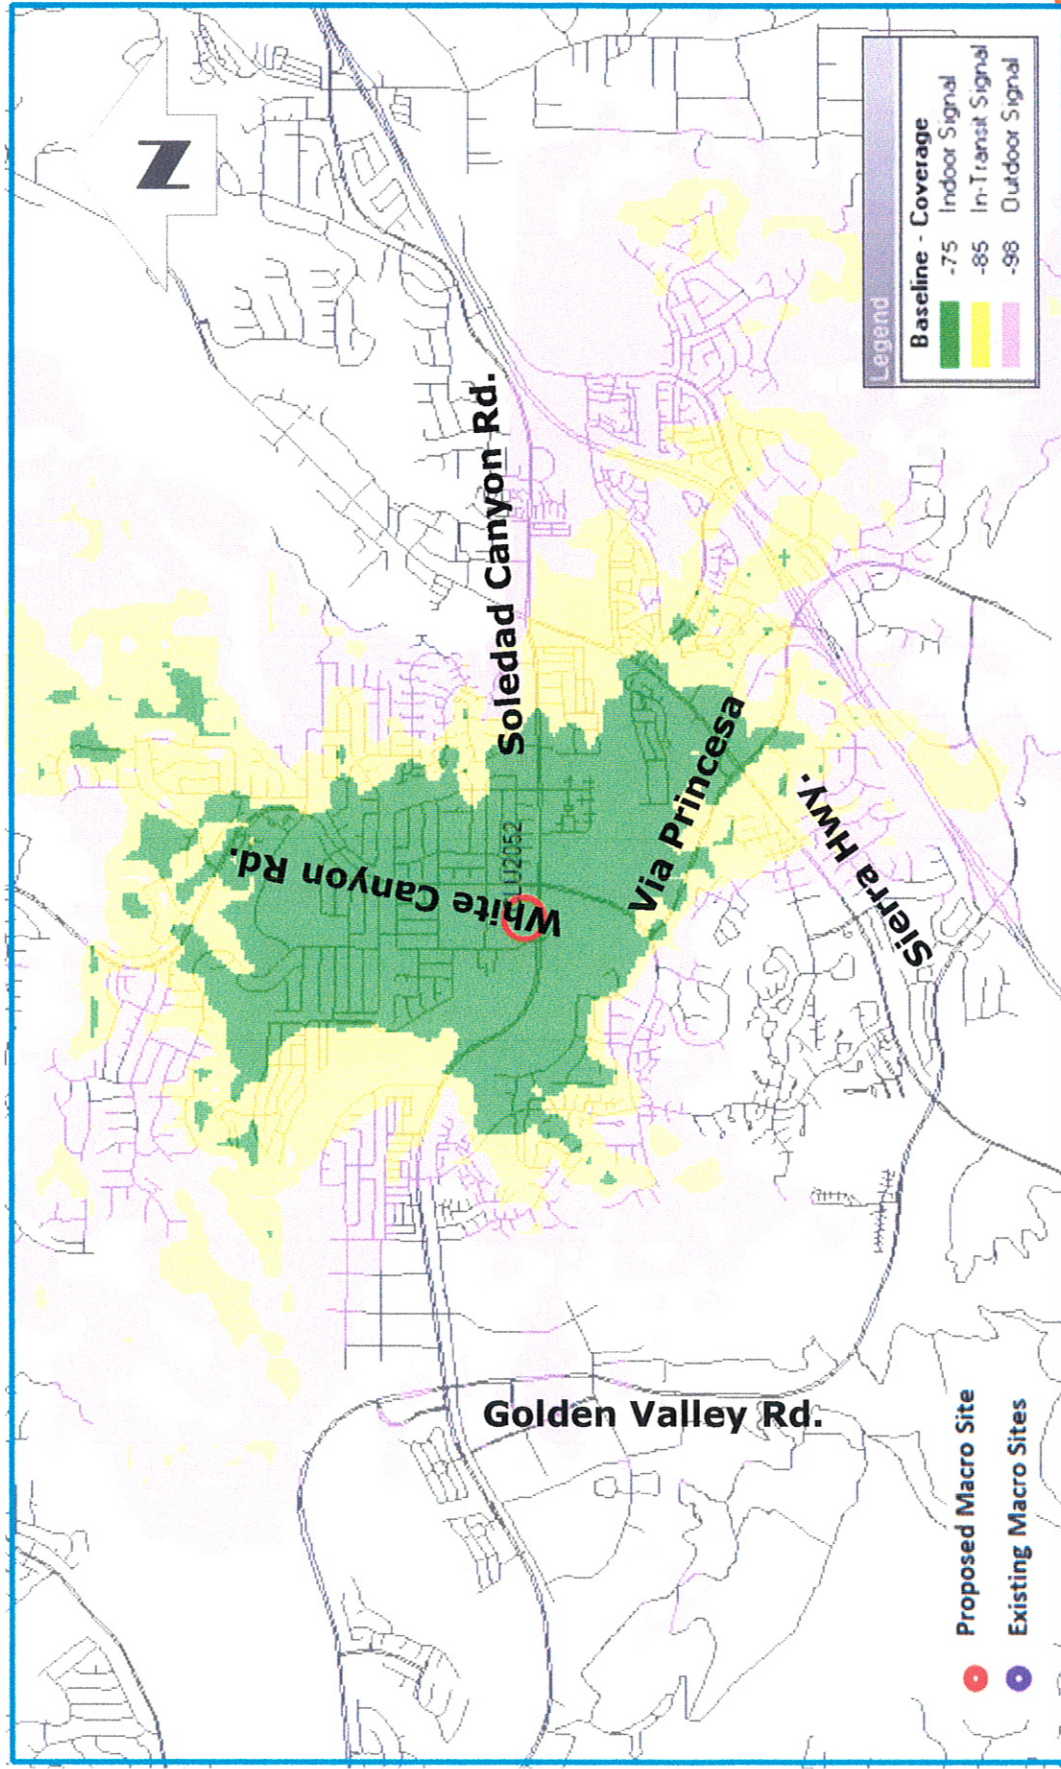 N
White Canyon Rd.
Soledad Canyon Rd.
LU2052
Via Princesa
Sierra Hwy.
Golden Valley Rd.
Proposed Macro Site
Existing Macro Sites
Legend
Baseline - Coverage
-75 Indoor Signal
-85 In-Transit Signal
-98 Outdoor Signal